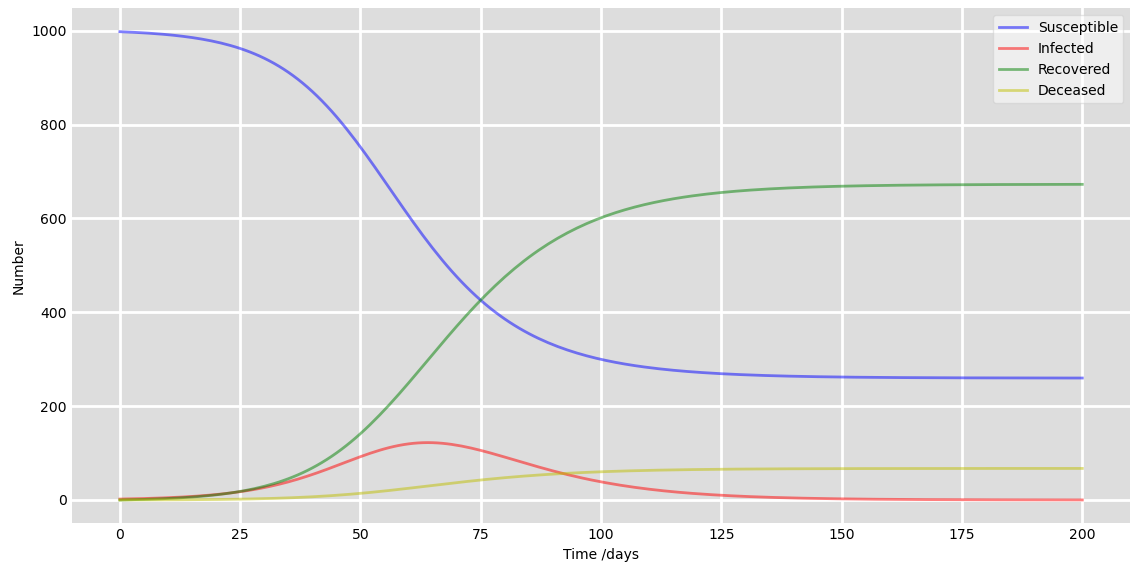 Susceptible
Infected
Recovered
Deceased
1000
800
600
400
200
0
Number
0 25 50 75 100 125 150 175 200
Time /days